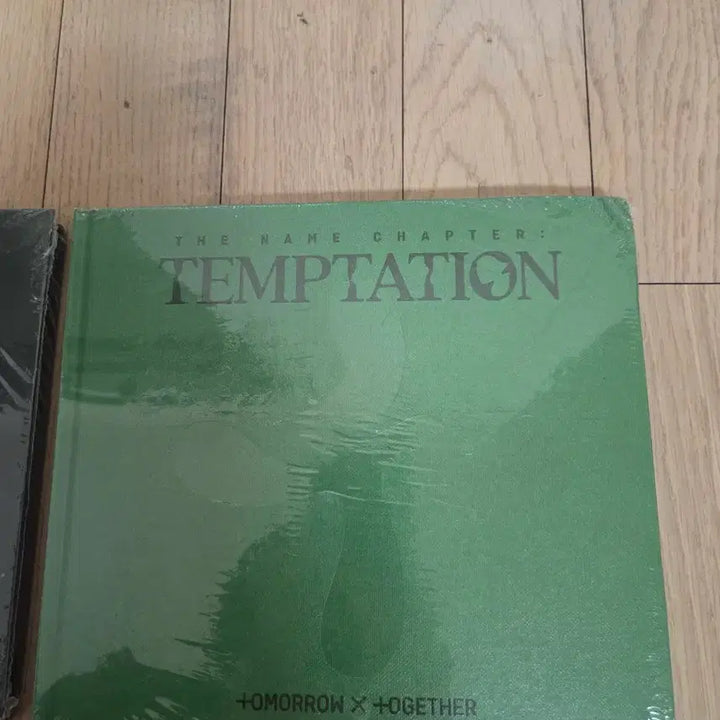 THE NAME CHAPTER:
TEMPTATION
TOMORROW X TOGETHER